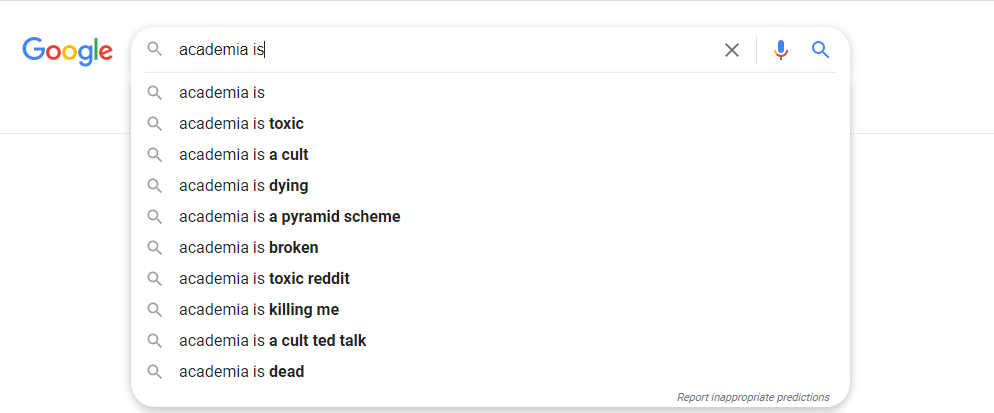 Google
academia is
academia is
academia is toxic
academia is a cult
academia is dying
academia is a pyramid scheme
academia is broken
academia is toxic reddit
academia is killing me
academia is a cult ted talk
academia is dead
Report inappropriate predictions